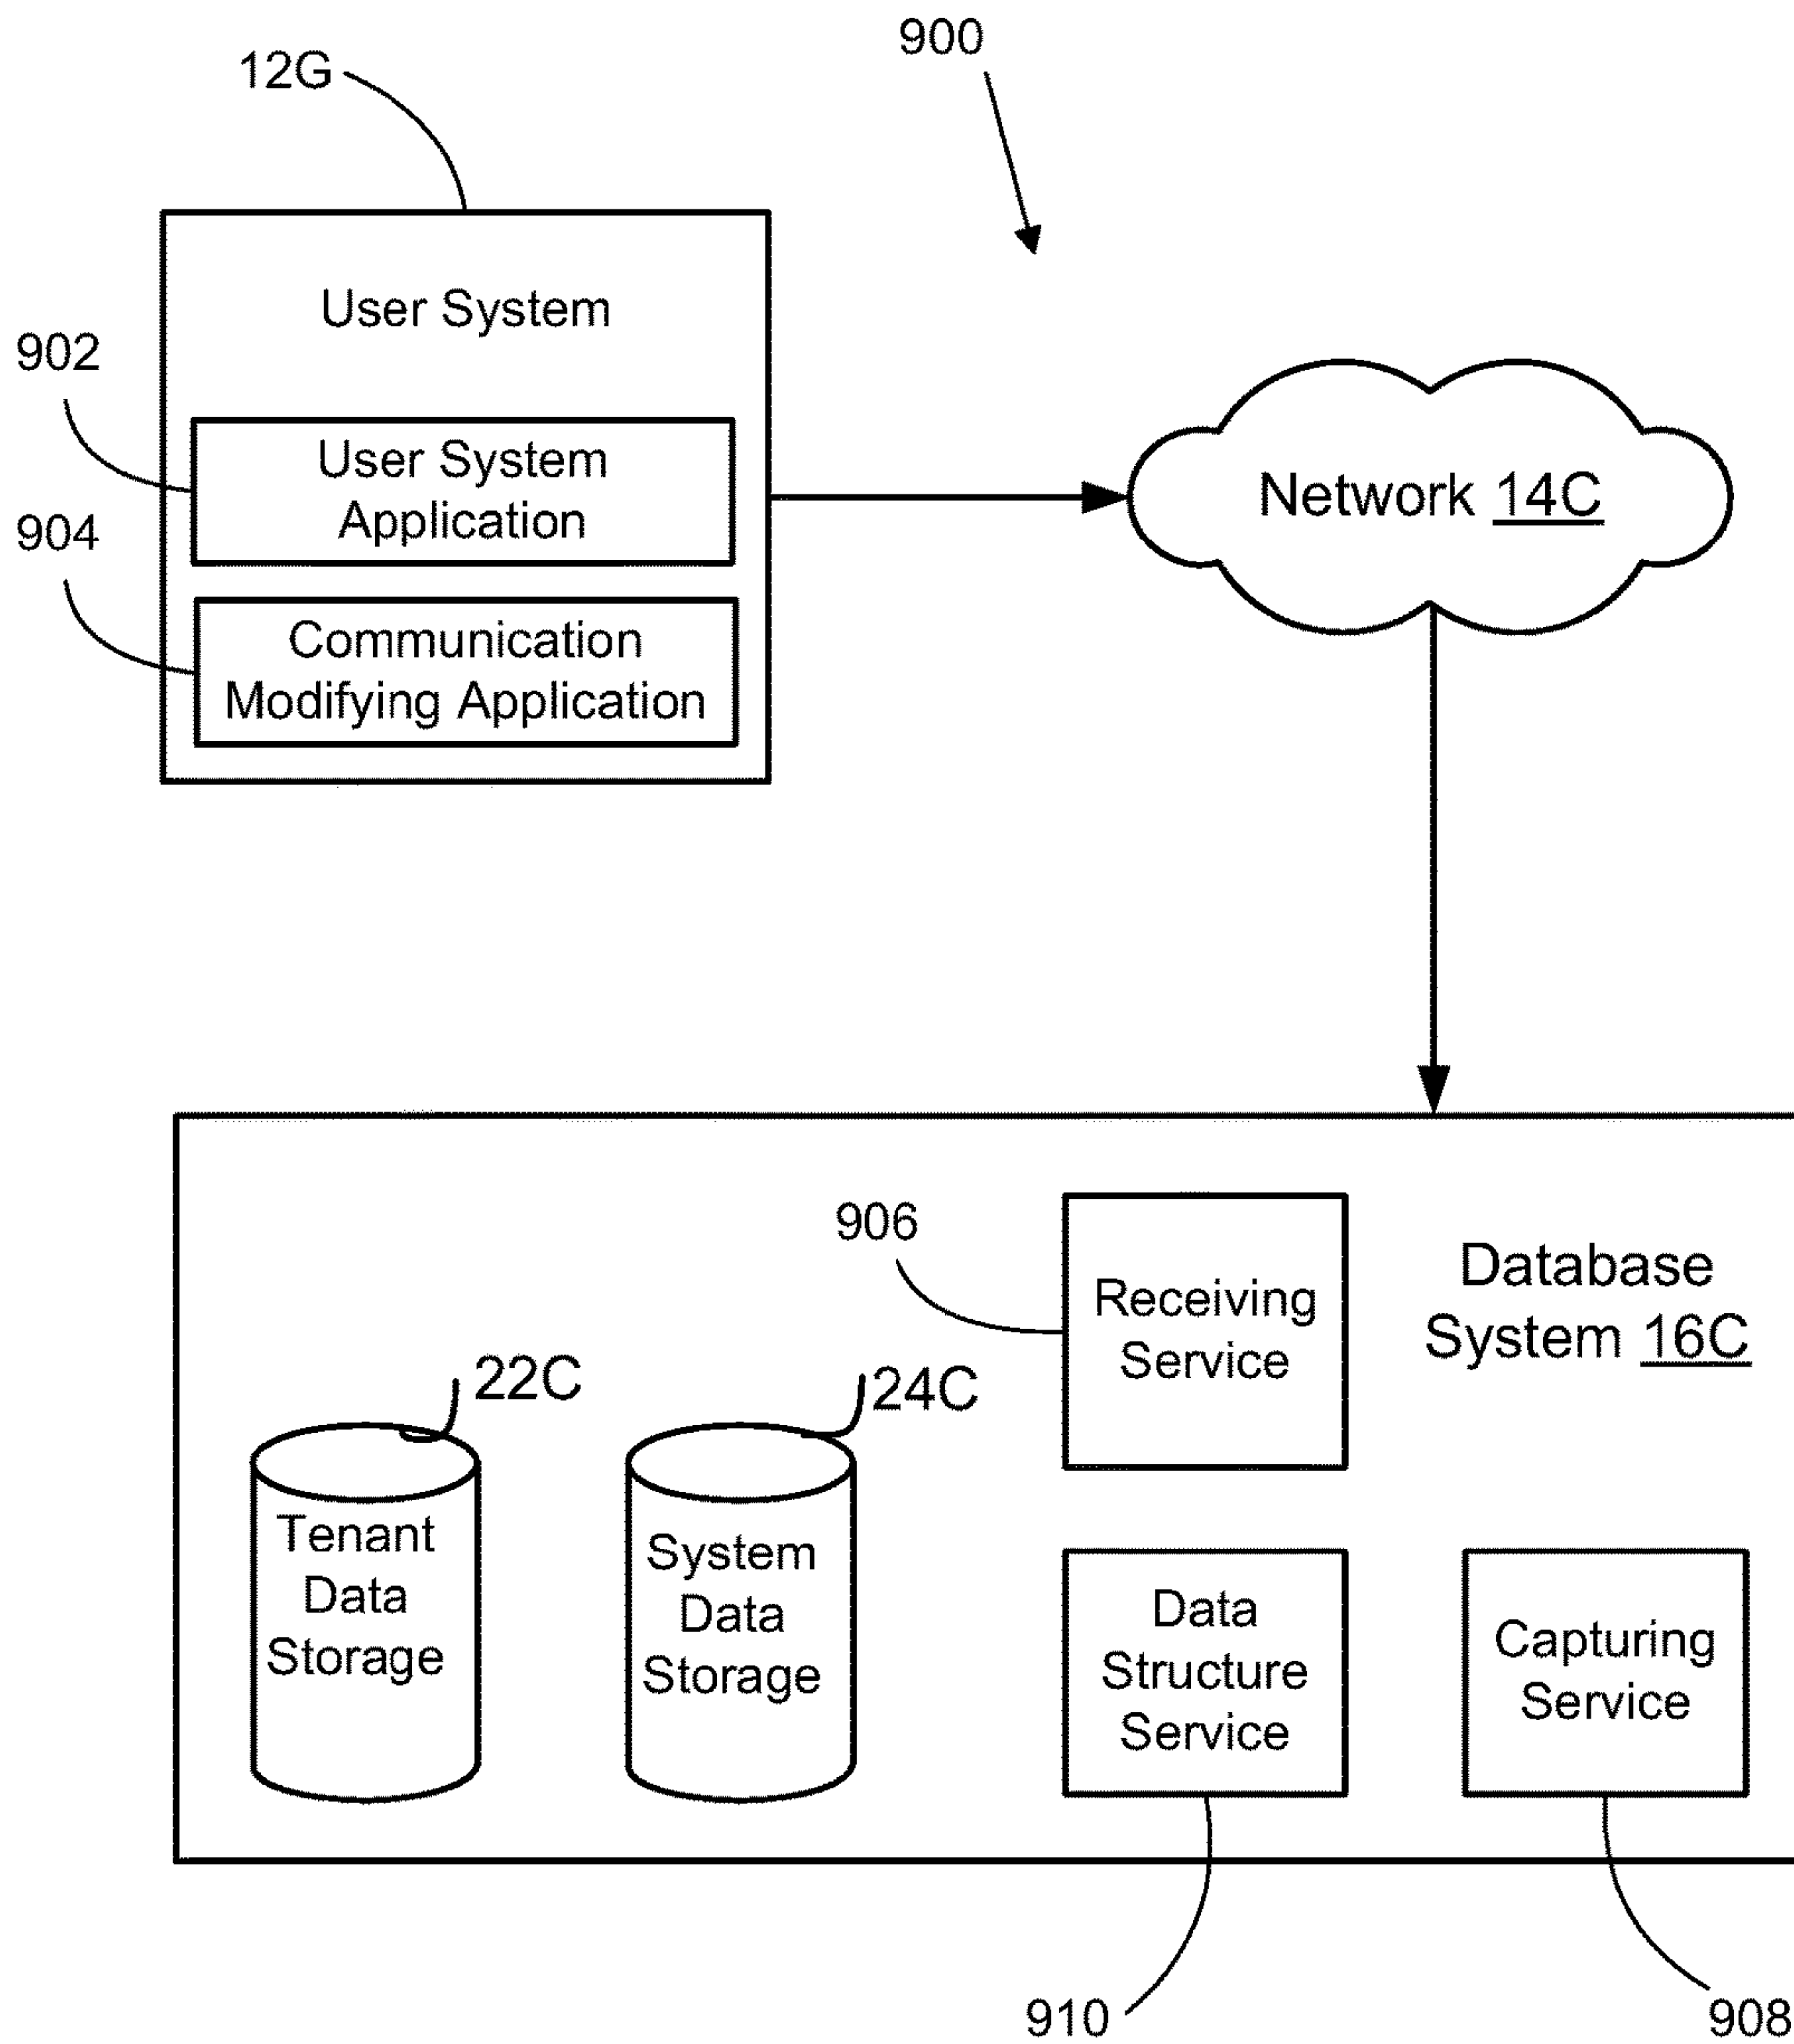 900
12G
User System
902
User System
Application
904
Communication
Modifying Application
Network 14C
906
Receiving
Service
Database
System 16C
22C
24C
Tenant
Data
Storage
System
Data
Storage
Data
Structure
Service
Capturing
Service
910
908